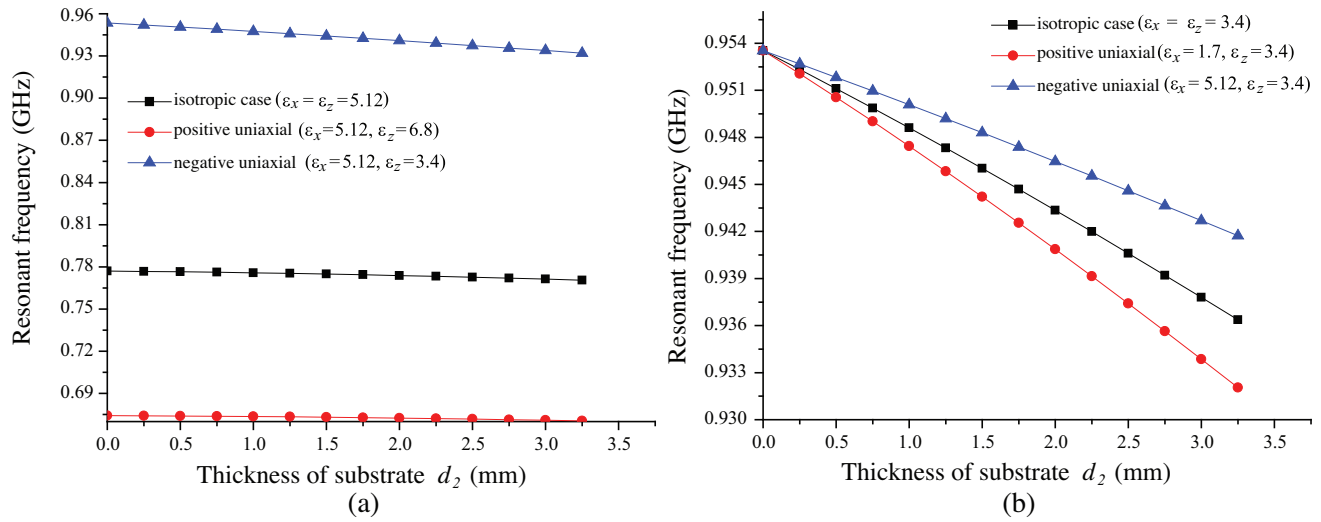 0.96
0.93
0.90
0.87
0.84
0.81
0.78
0.75
0.72
0.69
Resonant frequency (GHz)
isotropic case (εx = εz=5.12)
positive uniaxial (εx=5.12, εz=6.8)
negative uniaxial (εx=5.12, εz=3.4)
0.0 0.5 1.0 1.5 2.0 2.5 3.0 3.5
Thickness of substrate d2 (mm)
(a)
0.954
0.951
0.948
0.945
0.942
0.939
0.936
0.933
0.930
Resonant frequency (GHz)
isotropic case (εx = εz= 3.4)
positive uniaxial (εx=1.7, εz=3.4)
negative uniaxial (εx=5.12, εz=3.4)
0.0 0.5 1.0 1.5 2.0 2.5 3.0 3.5
Thickness of substrate d2 (mm)
(b)